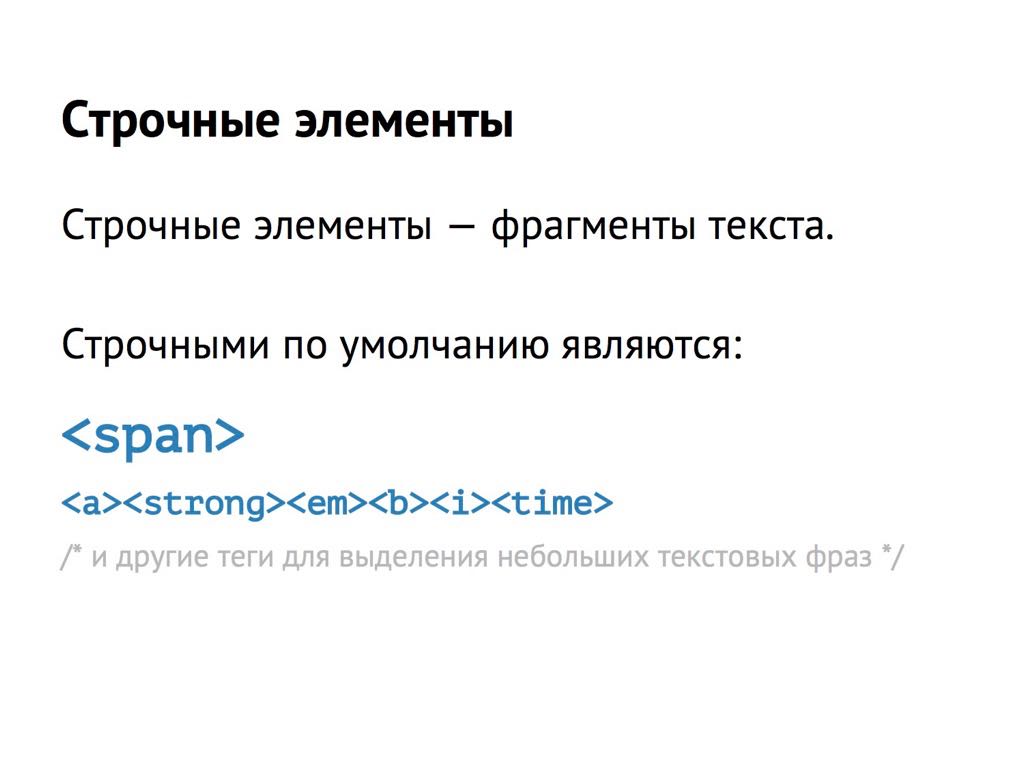 Строчные элементы
Строчные элементы — фрагменты текста.
Строчными по умолчанию являются:
<span>
<a><strong><em><b><i><time>
/* и другие теги для выделения небольших текстовых фраз */